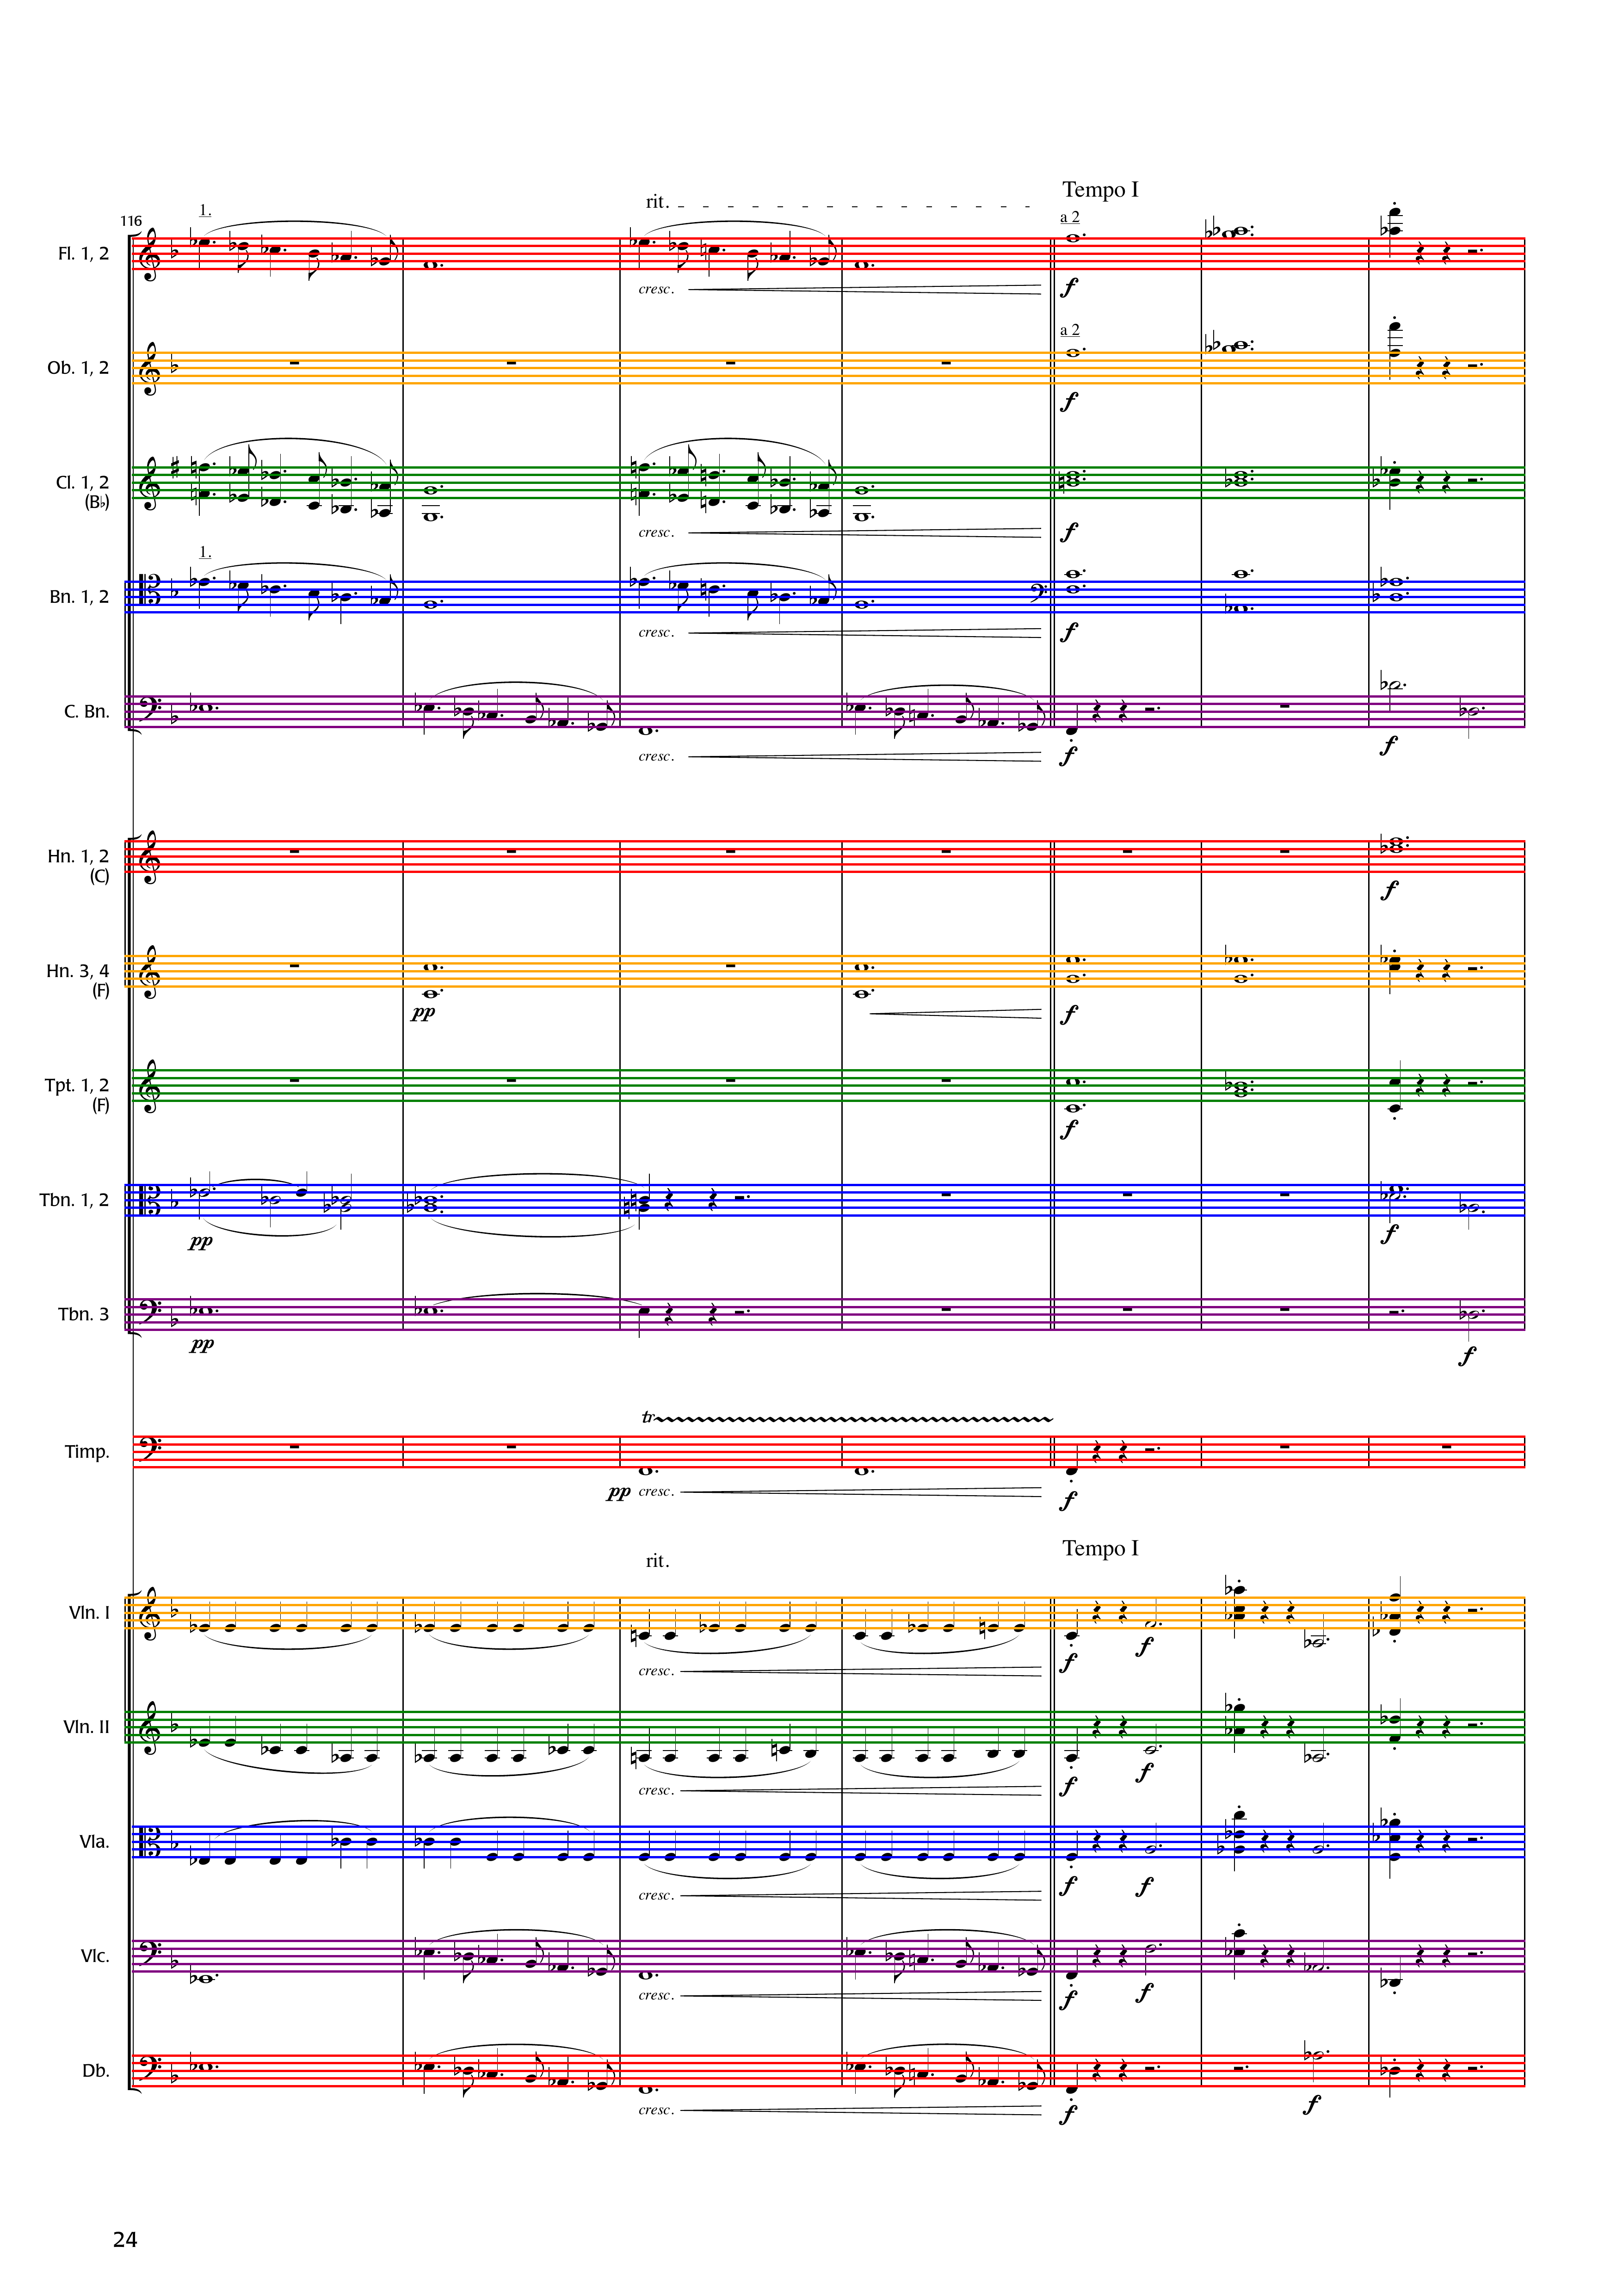 Tempo I
rit.
116
1.
a 2
Fl. 1, 2
cresc.
f
a 2
Ob. 1, 2
f
Cl. 1, 2
(B♭)
cresc.
f
1.
Bn. 1, 2
cresc.
f
C. Bn.
cresc.
f
f
Hn. 1, 2
(C)
f
Hn. 3, 4
(F)
pp
f
Tpt. 1, 2
(F)
f
Tbn. 1, 2
pp
f
Tbn. 3
pp
f
tr
Timp.
pp cresc.
f
Tempo I
rit.
Vln. I
cresc.
f
f
Vln. II
cresc.
f
f
Vla.
cresc.
f
f
Vlc.
cresc.
f
f
Db.
cresc.
f
f
24